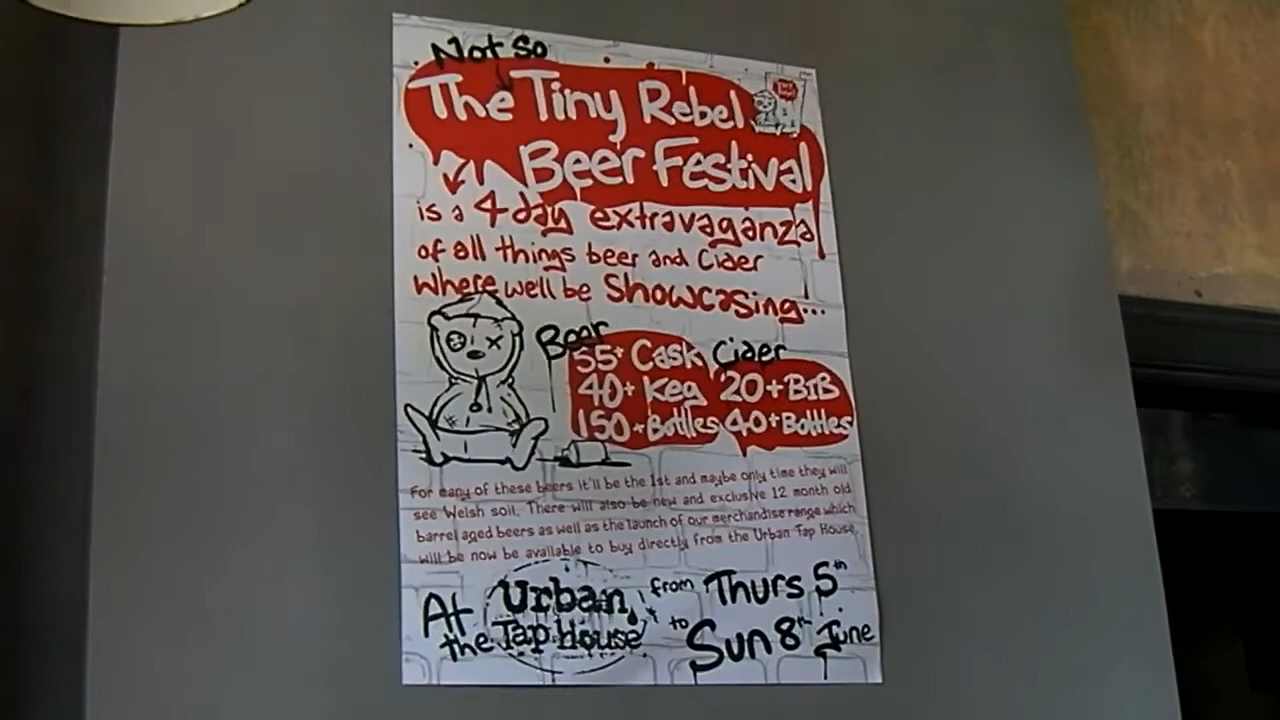 Not So
The Tiny Rebel
Beer Festival
is a 4 day extravaganza
of all things beer and Cider
where well be Showcasing...
Beer
55+ Cask
40+ Keg
150+Bottles
Cider
20+BIB
40+Bottles
For many of these beers it'll be the 1st and maybe only time they will
see Welsh soil. There will also be new and exclusive 12 month old
barrel aged beers as well as the launch of our merchandise range which
will be now be available to buy directly from the Urban Tap House.
At the Urban Tap House
from Thurs 5th
to Sun 8th June